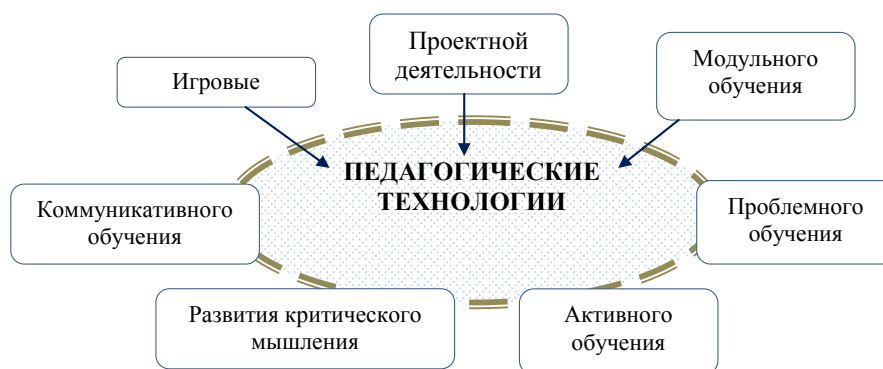 Проектной
деятельности
Игровые
Модульного
обучения
ПЕДАГОГИЧЕСКИЕ
ТЕХНОЛОГИИ
Коммуникативного
обучения
Проблемного
обучения
Развития критического
мышления
Активного
обучения